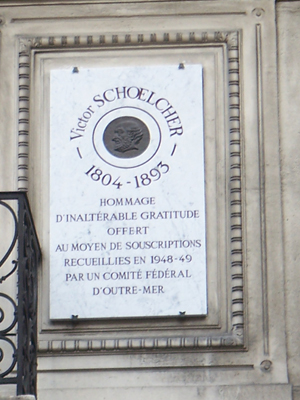 Victor SCHOELCHER
1804-1893
HOMMAGE
D'INALTÉRABLE GRATITUDE
OFFERT
AU MOYEN DE SOUSCRIPTIONS
RECUEILLIES EN 1948-49
PAR UN COMITÉ FÉDÉRAL
D'OUTRE-MER